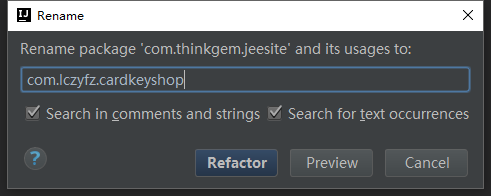 IJ Rename
Rename package 'com.thinkgem.jeesite' and its usages to:
com.lczyfz.cardkeyshop
Search in comments and strings Search for text occurrences
? Refactor Preview Cancel